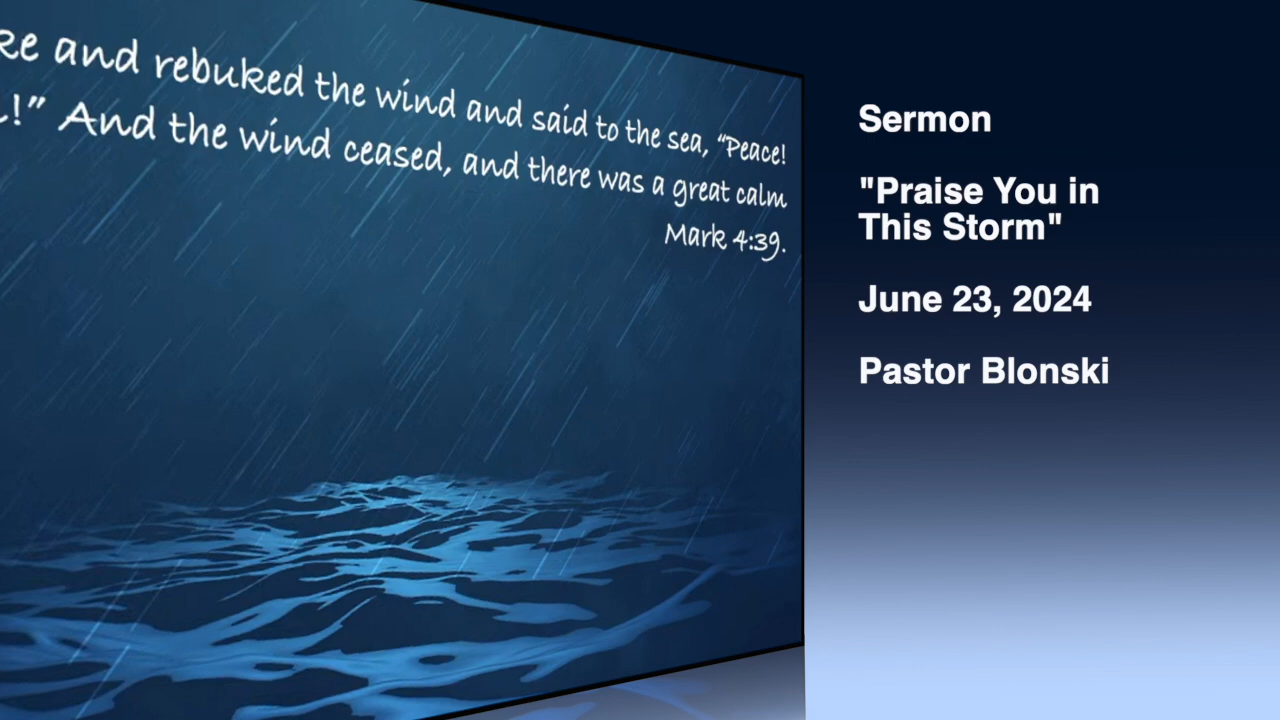 and rebuked the wind and said to the sea, “Peace!
!” And the wind ceased, and there was a great calm
Mark 4:39.
Sermon
"Praise You in
This Storm"
June 23, 2024
Pastor Blonski